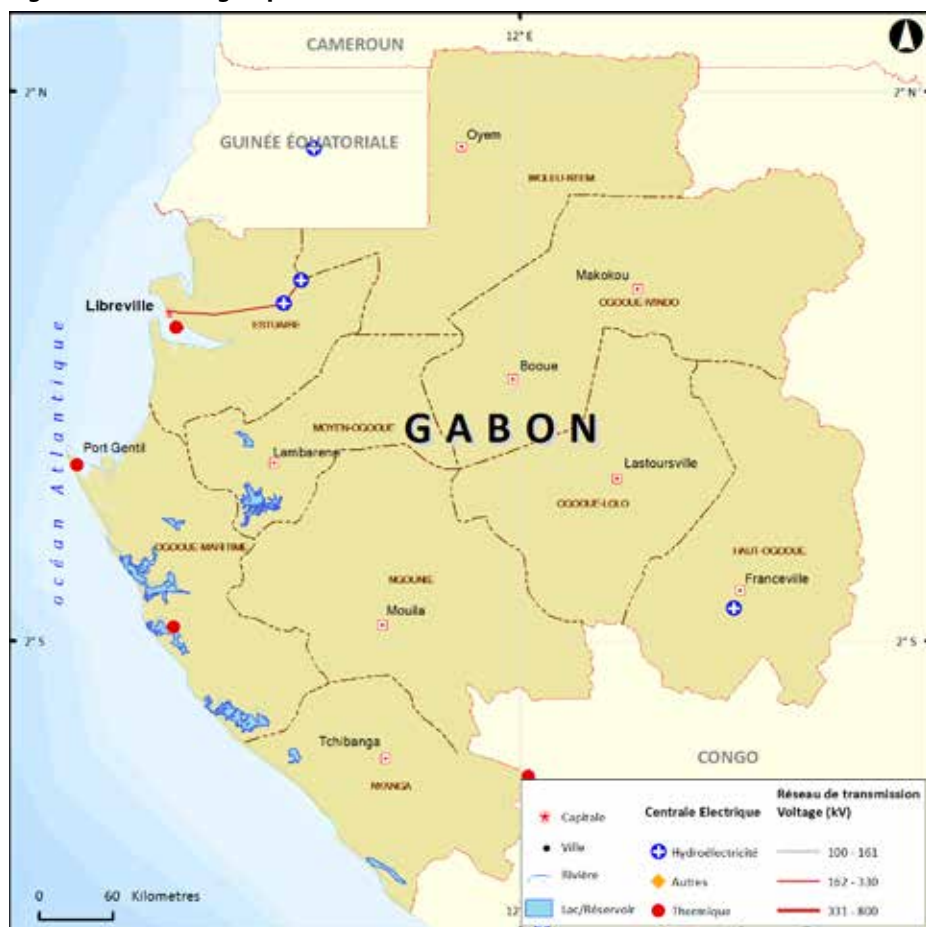 CAMEROUN
12° E
2° N
2° N
GUINÉE ÉQUATORIALE
Oyem
WOLEU-NTEM
Makokou
OGOOUE-IVINDO
Libreville
ESTUAIRE
Booue
GABON
MOYEN-OGOOUE
Port Gentil
Lambarene
Lastoursville
OGOOUE-LOLO
océan Atlantique
OGOOUE-MARITIME
HAUT-OGOOUE
NGOUNIE
Franceville
Mouila
2° S
2° S
Tchibanga
CONGO
NYANGA
Réseau de transmission
Voltage (kV)
Centrale Electrique
Capitale
Ville
Rivière
Lac/Réservoir
Hydroélectricité
Autres
Thermique
100 - 161
162 - 330
331 - 800
0 60 Kilometres
12°